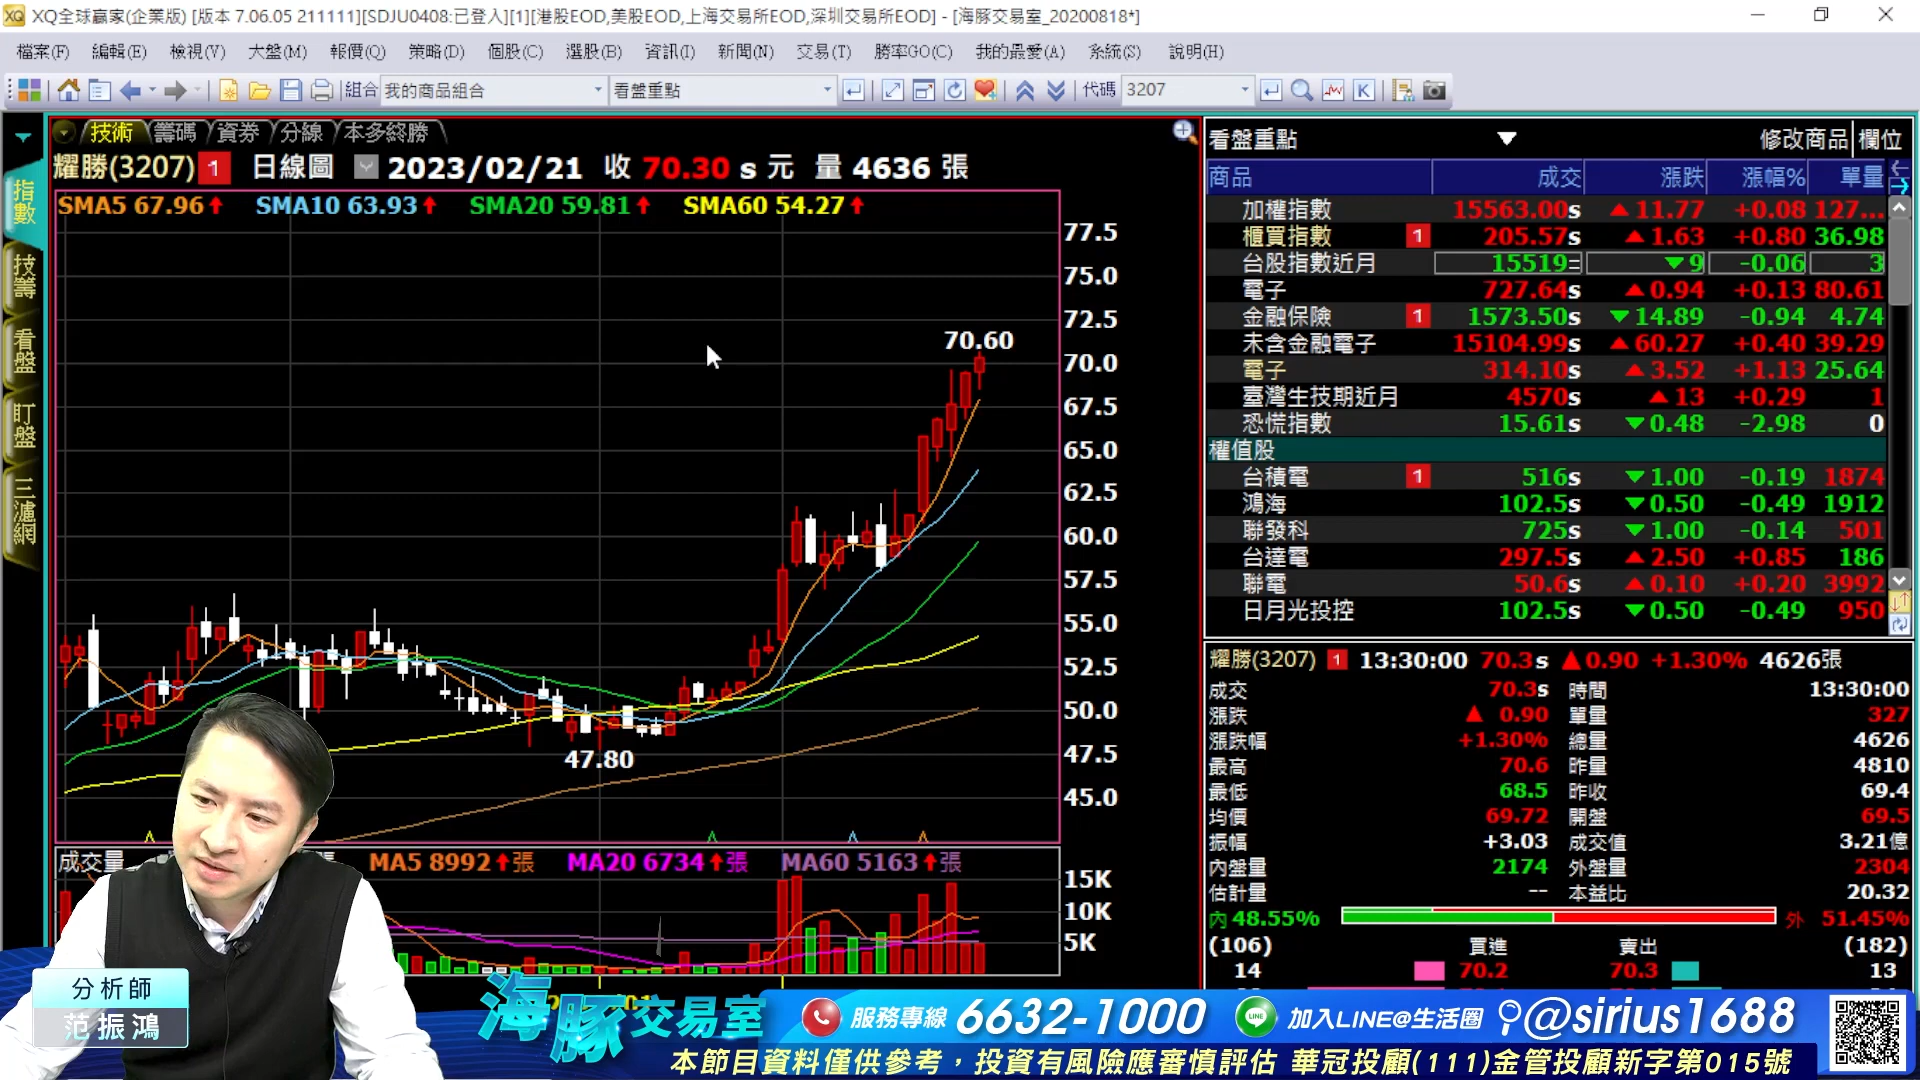 XQ全球贏家(企業版) [版本 7.06.05 211111][SDJU0408:已登入][1][港股EOD,美股EOD,上海交易所EOD,深圳交易所EOD] - [海豚交易室_20200818*]
檔案(F) 編輯(E) 檢視(V) 大盤(M) 報價(Q) 策略(D) 個股(C) 選股(B) 資訊(I) 新聞(N) 交易(T) 勝率GO(C) 我的最愛(A) 系統(S) 說明(H)
組合 我的商品組合 看盤重點 代碼 3207
技術 籌碼 資券 分線 本多終勝
耀勝(3207) 1 日線圖 2023/02/21 收 70.30 s 元 量 4636 張
SMA5 67.96 SMA10 63.93 SMA20 59.81 SMA60 54.27
指數
技籌
看盤
盯盤
三濾網
77.5
75.0
72.5
70.0
67.5
65.0
62.5
60.0
57.5
55.0
52.5
50.0
47.5
45.0
70.60
47.80
成交量 張 MA5 8992 張 MA20 6734 張 MA60 5163 張
15K
10K
5K
看盤重點 修改商品 欄位
商品 成交 漲跌 漲幅% 單量
加權指數 15563.00s ▲11.77 +0.08 127...
櫃買指數 1 205.57s ▲1.63 +0.80 36.98
台股指數近月 15519= ▼9 -0.06 3
電子 727.64s ▲0.94 +0.13 80.61
金融保險 1 1573.50s ▼14.89 -0.94 4.74
未含金融電子 15104.99s ▲60.27 +0.40 39.29
電子 314.10s ▲3.52 +1.13 25.64
臺灣生技期近月 4570s ▲13 +0.29 1
恐慌指數 15.61s ▼0.48 -2.98 0
權值股
台積電 1 516s ▼1.00 -0.19 1874
鴻海 102.5s ▼0.50 -0.49 1912
聯發科 725s ▼1.00 -0.14 501
台達電 297.5s ▲2.50 +0.85 186
聯電 50.6s ▲0.10 +0.20 3992
日月光投控 102.5s ▼0.50 -0.49 950
耀勝(3207) 1 13:30:00 70.3s ▲0.90 +1.30% 4626張
成交 70.3s 時間 13:30:00
漲跌 ▲ 0.90 單量 327
漲跌幅 +1.30% 總量 4626
最高 70.6 昨量 4810
最低 68.5 昨收 69.4
均價 69.72 開盤 69.5
振幅 +3.03 成交值 3.21億
內盤量 2174 外盤量 2304
估計量 -- 本益比 20.32
內 48.55% 外 51.45%
(106) 買進 賣出 (182)
14 70.2 70.3 13
分析師
范振鴻
海豚交易室 服務專線 6632-1000 LINE 加入LINE@生活圈 @sirius1688
本節目資料僅供參考，投資有風險應審慎評估 華冠投顧(111)金管投顧新字第015號